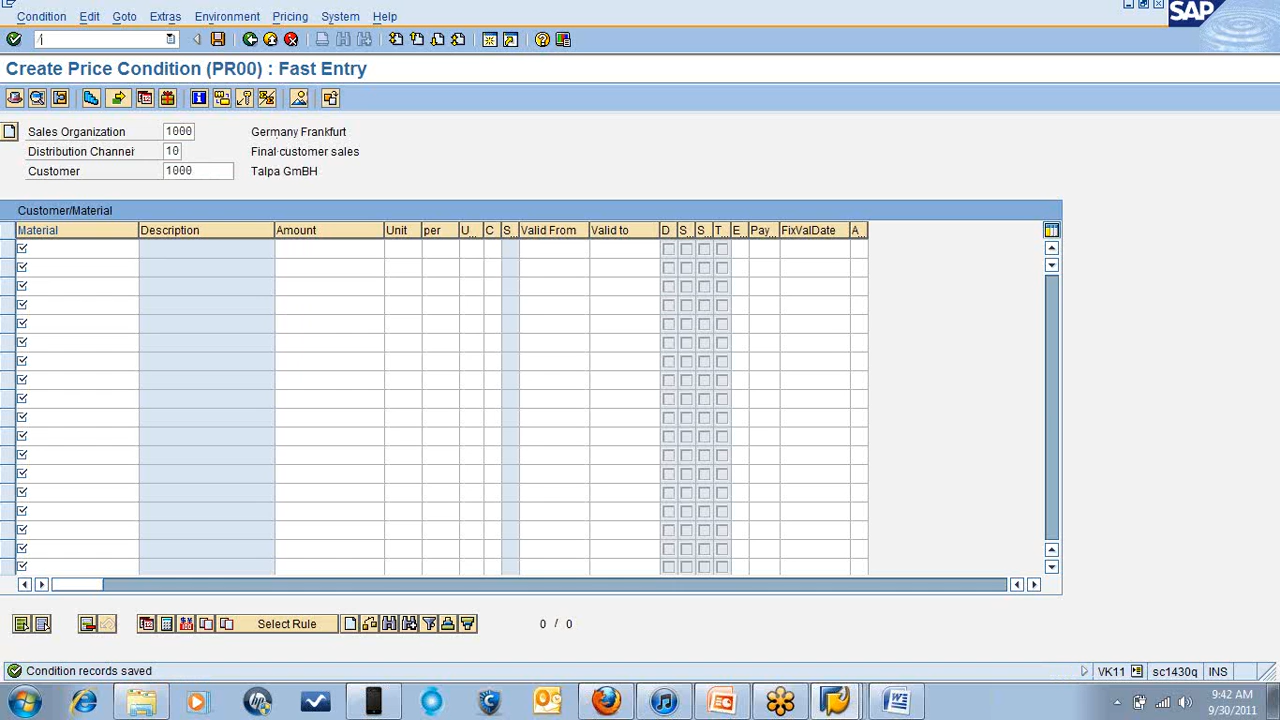 Condition Edit Goto Extras Environment Pricing System Help
SAP
/
Create Price Condition (PR00) : Fast Entry
Sales Organization 1000 Germany Frankfurt
Distribution Channel 10 Final customer sales
Customer 1000 Talpa GmBH
Customer/Material
Material Description Amount Unit per U... C S... Valid From Valid to D S... S... T... E... Pay... FixValDate A...
Select Rule 0 / 0
Condition records saved VK11 sc1430q INS
9:42 AM
9/30/2011